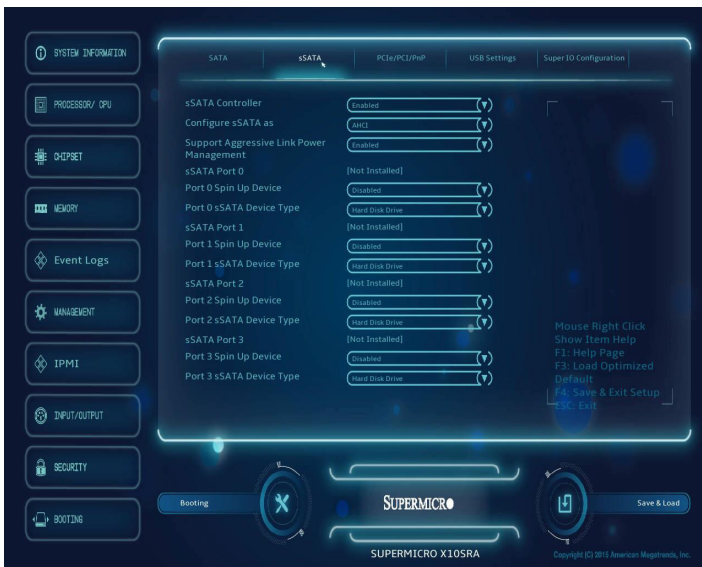 SYSTEM INFORMATION
PROCESSOR/ CPU
CHIPSET
MEMORY
Event Logs
MANAGEMENT
IPMI
INPUT/OUTPUT
SECURITY
BOOTING
SATA sSATA PCIe/PCI/PnP USB Settings Super IO Configuration
sSATA Controller Enabled
Configure sSATA as AHCI
Support Aggressive Link Power Enabled
Management
sSATA Port 0 [Not Installed]
Port 0 Spin Up Device Disabled
Port 0 sSATA Device Type Hard Disk Drive
sSATA Port 1 [Not Installed]
Port 1 Spin Up Device Disabled
Port 1 sSATA Device Type Hard Disk Drive
sSATA Port 2 [Not Installed]
Port 2 Spin Up Device Disabled
Port 2 sSATA Device Type Hard Disk Drive
sSATA Port 3 [Not Installed]
Port 3 Spin Up Device Disabled
Port 3 sSATA Device Type Hard Disk Drive
Mouse Right Click
Show Item Help
F1: Help Page
F3: Load Optimized
Default
F4: Save & Exit Setup
ESC: Exit
Booting
SUPERMICRO
Save & Load
SUPERMICRO X10SRA
Copyright (C) 2015 American Megatrends, Inc.